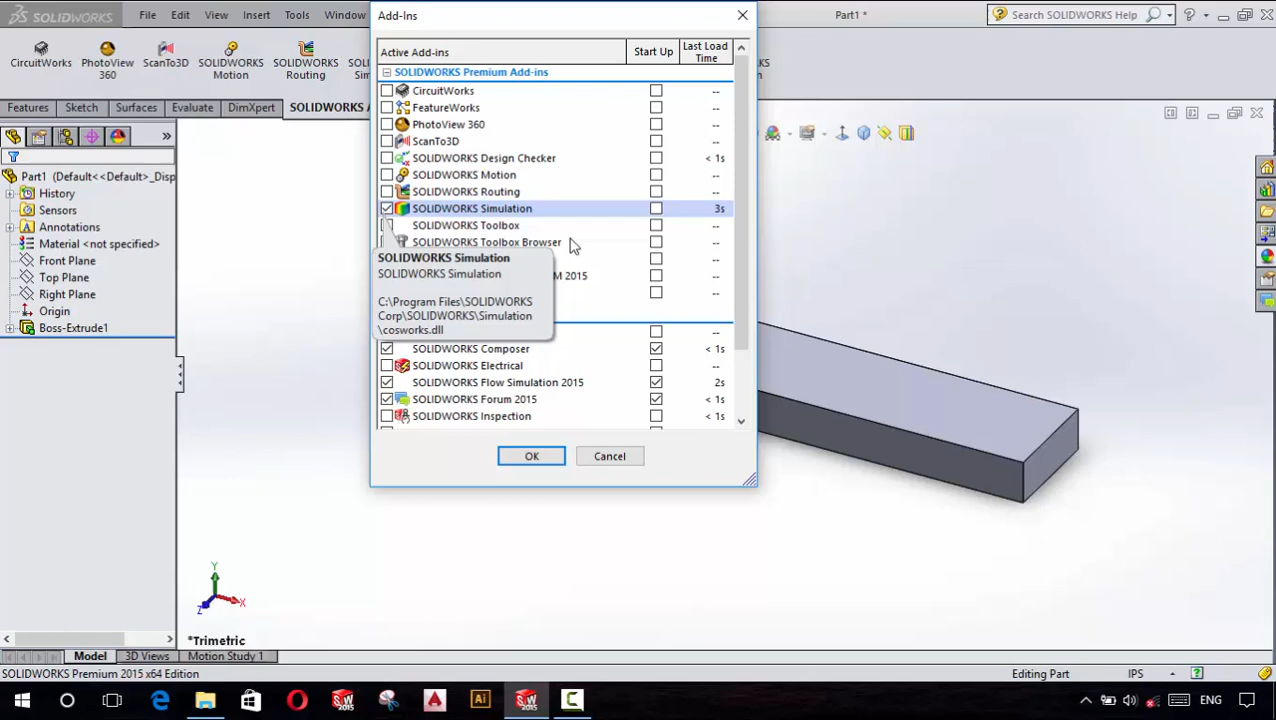 SOLIDWORKS
File
Edit
View
Insert
Tools
Window
Part1 *
Search SOLIDWORKS Help
CircuitWorks
PhotoView
360
ScanTo3D
SOLIDWORKS
Motion
SOLIDWORKS
Routing
Features
Sketch
Surfaces
Evaluate
DimXpert
Part1 (Default<<Default>_Disp
History
Sensors
Annotations
Material <not specified>
Front Plane
Top Plane
Right Plane
Origin
Boss-Extrude1
Add-Ins
Active Add-ins
Start Up
Last Load
Time
SOLIDWORKS Premium Add-ins
CircuitWorks --
FeatureWorks --
PhotoView 360 --
ScanTo3D --
SOLIDWORKS Design Checker < 1s
SOLIDWORKS Motion --
SOLIDWORKS Routing --
SOLIDWORKS Simulation 3s
SOLIDWORKS Toolbox --
SOLIDWORKS Toolbox Browser --
--
2015 --
--
SOLIDWORKS Simulation
SOLIDWORKS Simulation
C:\Program Files\SOLIDWORKS
Corp\SOLIDWORKS\Simulation
\cosworks.dll
--
SOLIDWORKS Composer < 1s
SOLIDWORKS Electrical --
SOLIDWORKS Flow Simulation 2015 2s
SOLIDWORKS Forum 2015 < 1s
SOLIDWORKS Inspection < 1s
OK
Cancel
Y
X
Z
*Trimetric
Model
3D Views
Motion Study 1
SOLIDWORKS Premium 2015 x64 Edition
Editing Part
IPS
SW
2015
Ai
SW
2015
ENG